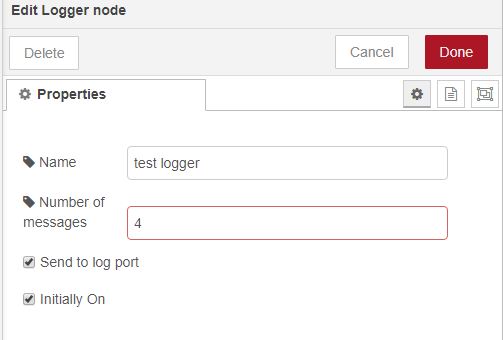 Edit Logger node
Delete
Cancel
Done
Properties
Name
test logger
Number of
messages
4
Send to log port
Initially On